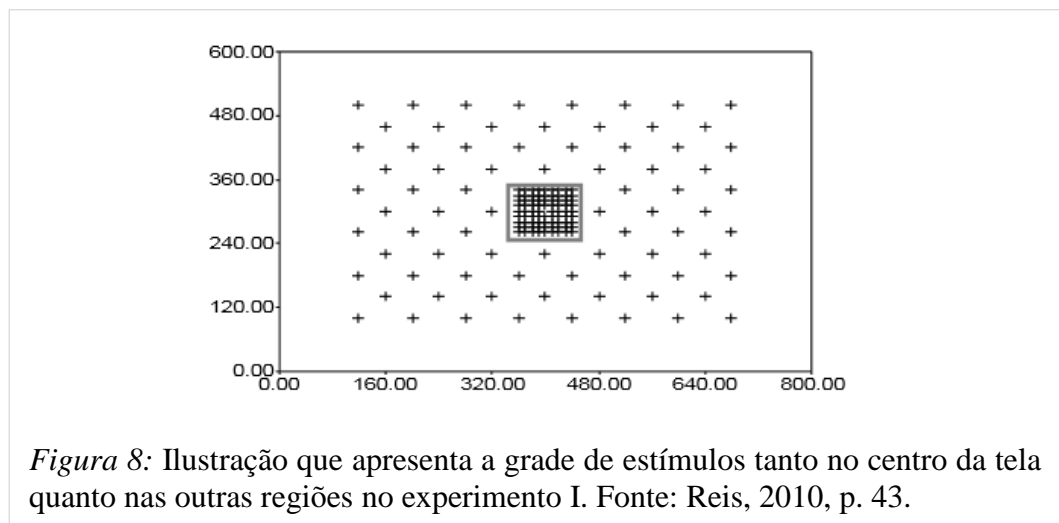 600.00
480.00
360.00
240.00
120.00
0.00
0.00 160.00 320.00 480.00 640.00 800.00
Figura 8: Ilustração que apresenta a grade de estímulos tanto no centro da tela
quanto nas outras regiões no experimento I. Fonte: Reis, 2010, p. 43.